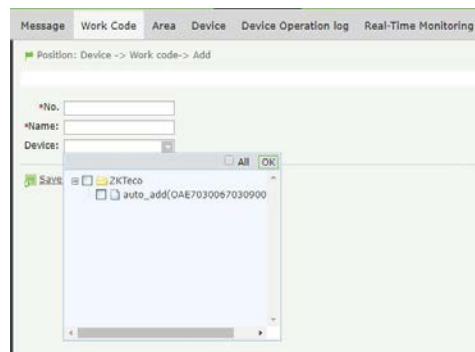 Message Work Code Area Device Device Operation log Real-Time Monitoring
Position: Device -> Work code-> Add
*No.
*Name:
Device:
All OK
Save
ZKTeco
auto_add(OAE7030067030900